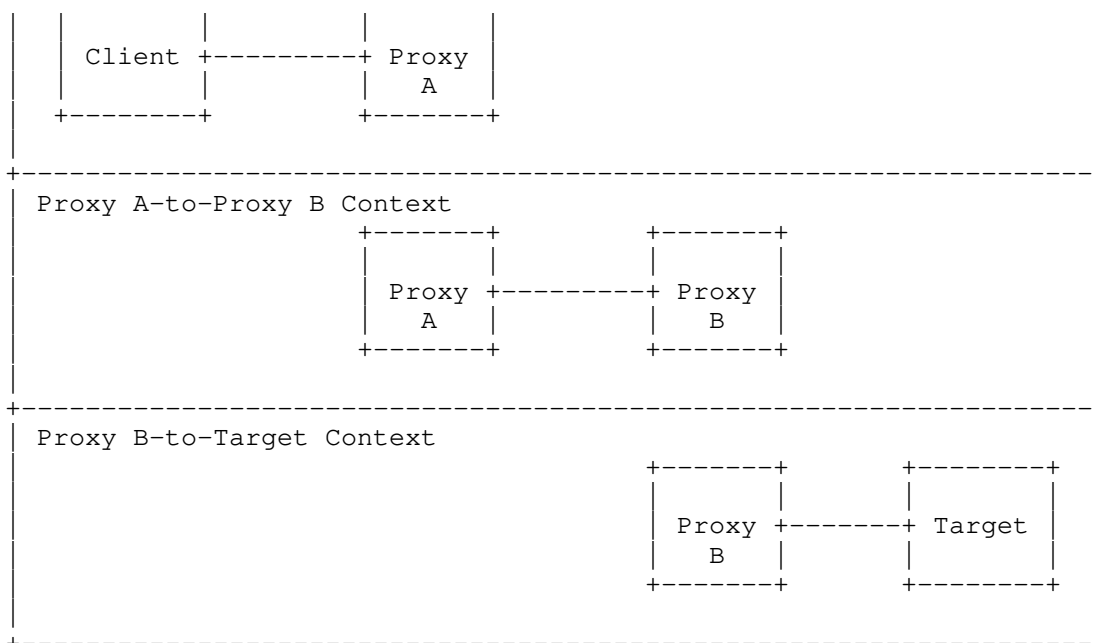 Client Proxy
A
Proxy A-to-Proxy B Context
Proxy Proxy
A B
Proxy B-to-Target Context
Proxy Target
B